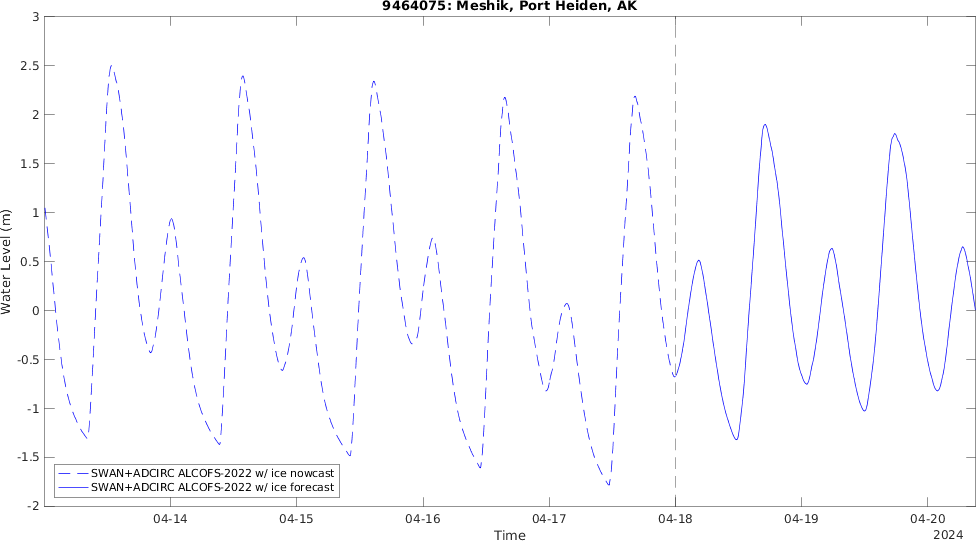 9464075: Meshik, Port Heiden, AK
Water Level (m)
3
2.5
2
1.5
1
0.5
0
-0.5
-1
-1.5
-2
SWAN+ADCIRC ALCOFS-2022 w/ ice nowcast
SWAN+ADCIRC ALCOFS-2022 w/ ice forecast
04-14 04-15 04-16 04-17 04-18 04-19 04-20
Time
2024